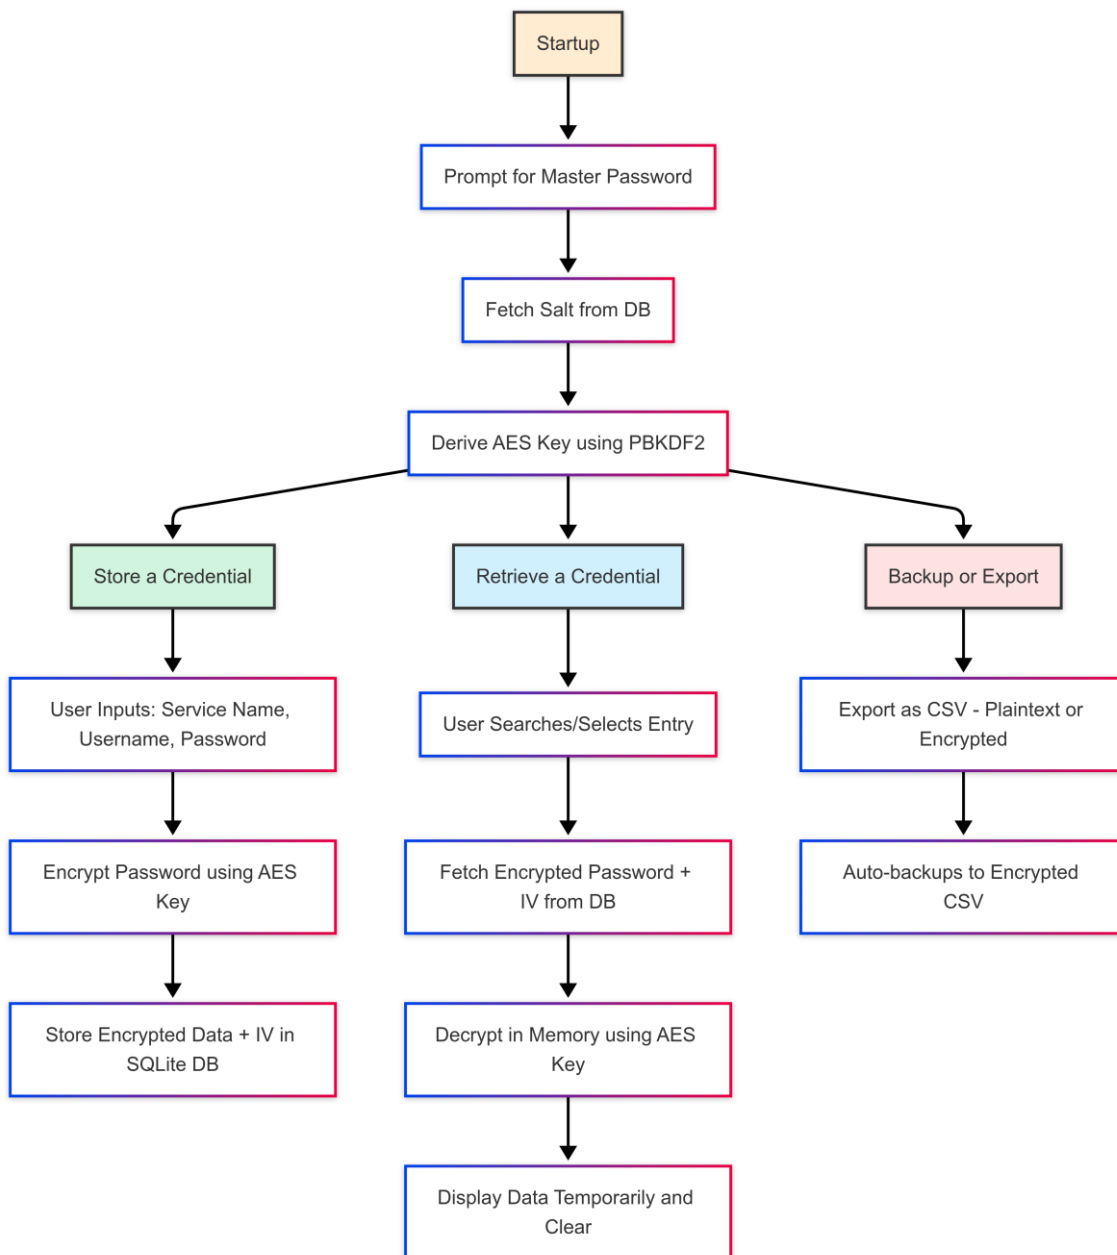 Startup
Prompt for Master Password
Fetch Salt from DB
Derive AES Key using PBKDF2
Store a Credential
Retrieve a Credential
Backup or Export
User Inputs: Service Name,
Username, Password
User Searches/Selects Entry
Export as CSV - Plaintext or
Encrypted
Encrypt Password using AES
Key
Fetch Encrypted Password +
IV from DB
Auto-backups to Encrypted
CSV
Store Encrypted Data + IV in
SQLite DB
Decrypt in Memory using AES
Key
Display Data Temporarily and
Clear